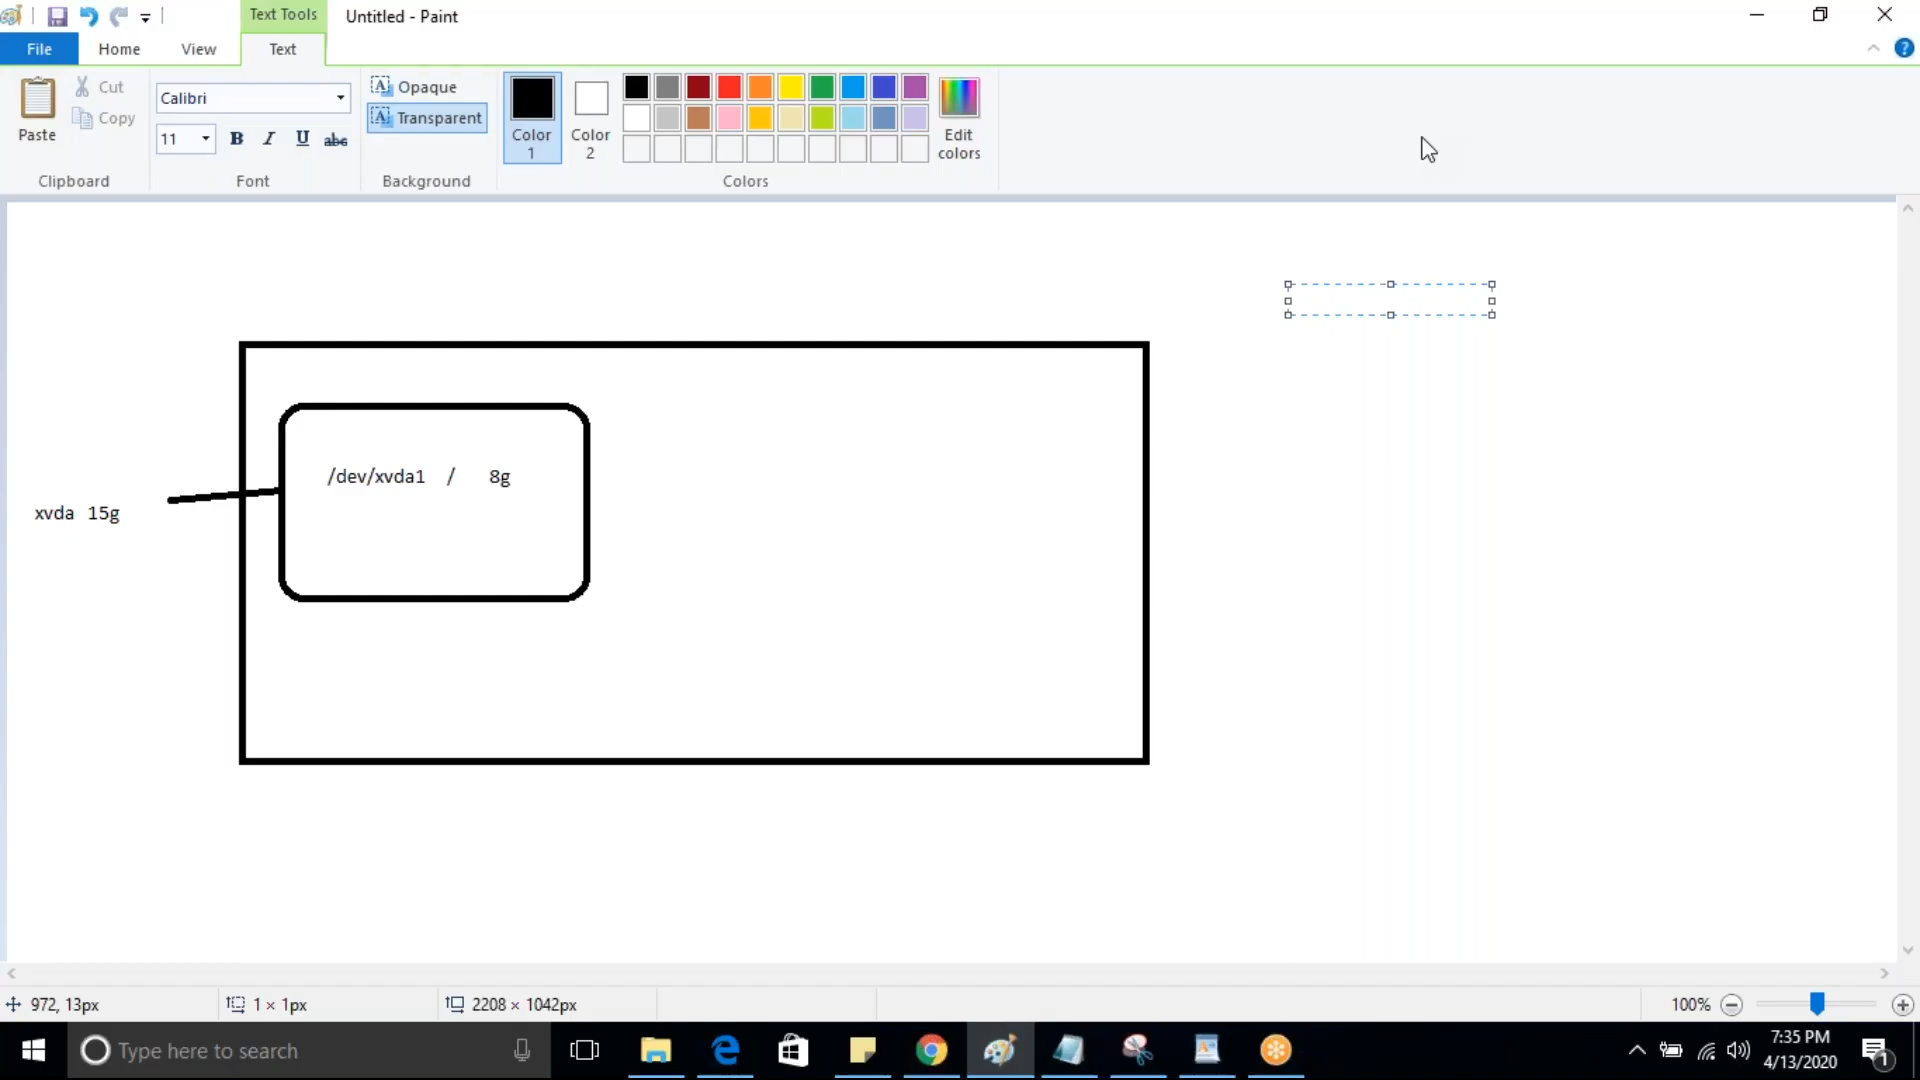 Text Tools
Untitled - Paint
File
Home
View
Text
Paste
Cut
Copy
Clipboard
Calibri
11
B
I
U
abc
Font
A Opaque
A Transparent
Background
Color 1
Color 2
Edit colors
Colors
/dev/xvda1 / 8g
xvda 15g
972, 13px
1 × 1px
2208 × 1042px
100%
Type here to search
7:35 PM
4/13/2020
1